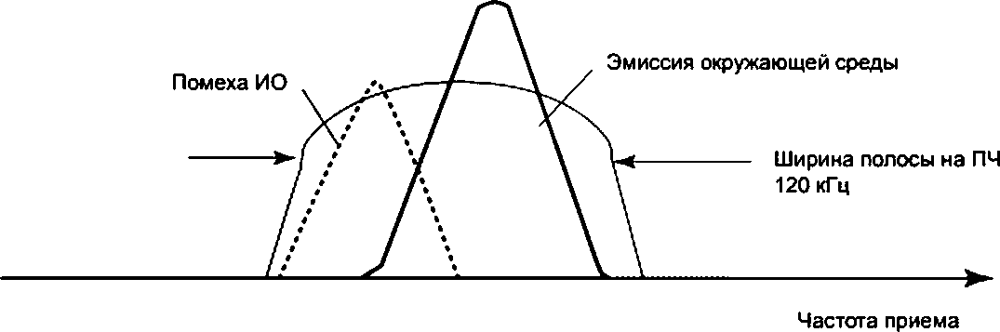 Эмиссия окружающей среды
Помеха ИО
Ширина полосы на ПЧ
120 кГц
Частота приема